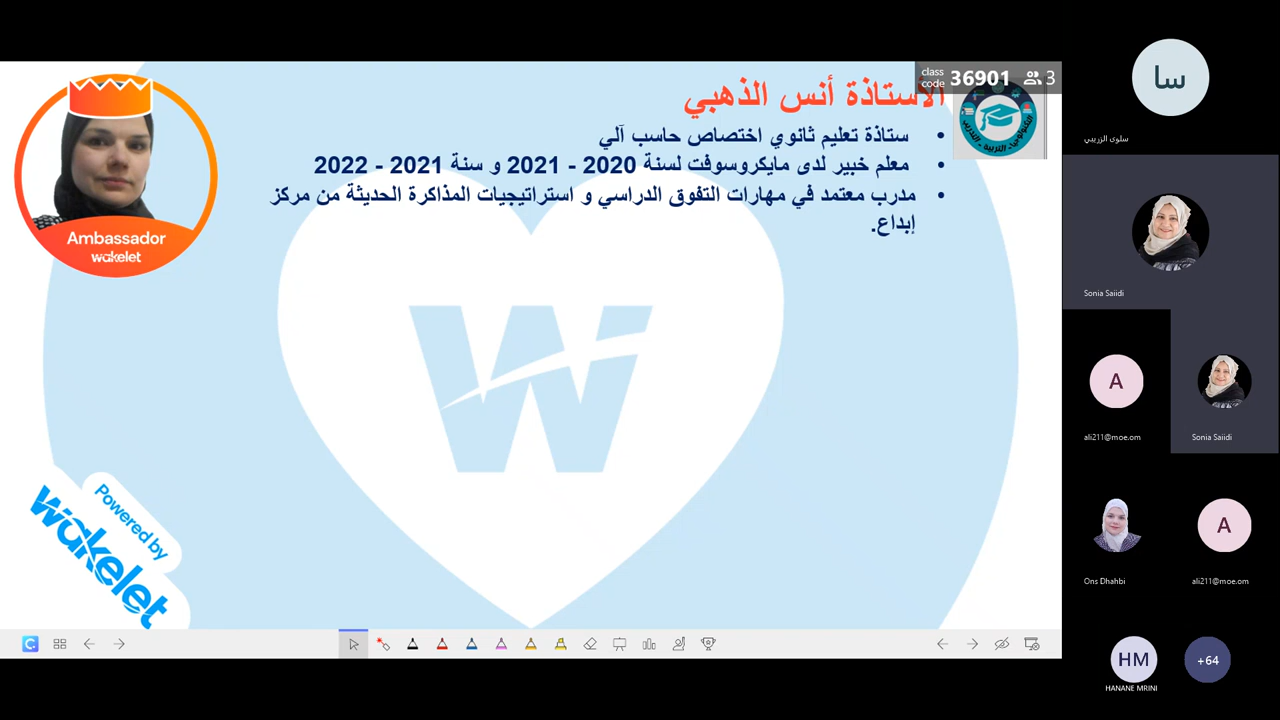 class code 36901 3
الاستاذة أنس الذهبي
ستاذة تعليم ثانوي اختصاص حاسب آلي
معلم خبير لدى مايكروسوفت لسنة 2020 - 2021 و سنة 2021 - 2022
مدرب معتمد في مهارات التفوق الدراسي و استراتيجيات المذاكرة الحديثة من مركز
إبداع.
Ambassador
wakelet
W
Powered by
wakelet
سا
سلوى الزريبي
Sonia Saiidi
A
ali211@moe.om
Sonia Saiidi
Ons Dhahbi
A
ali211@moe.om
HM
HANANE MRINI
+64